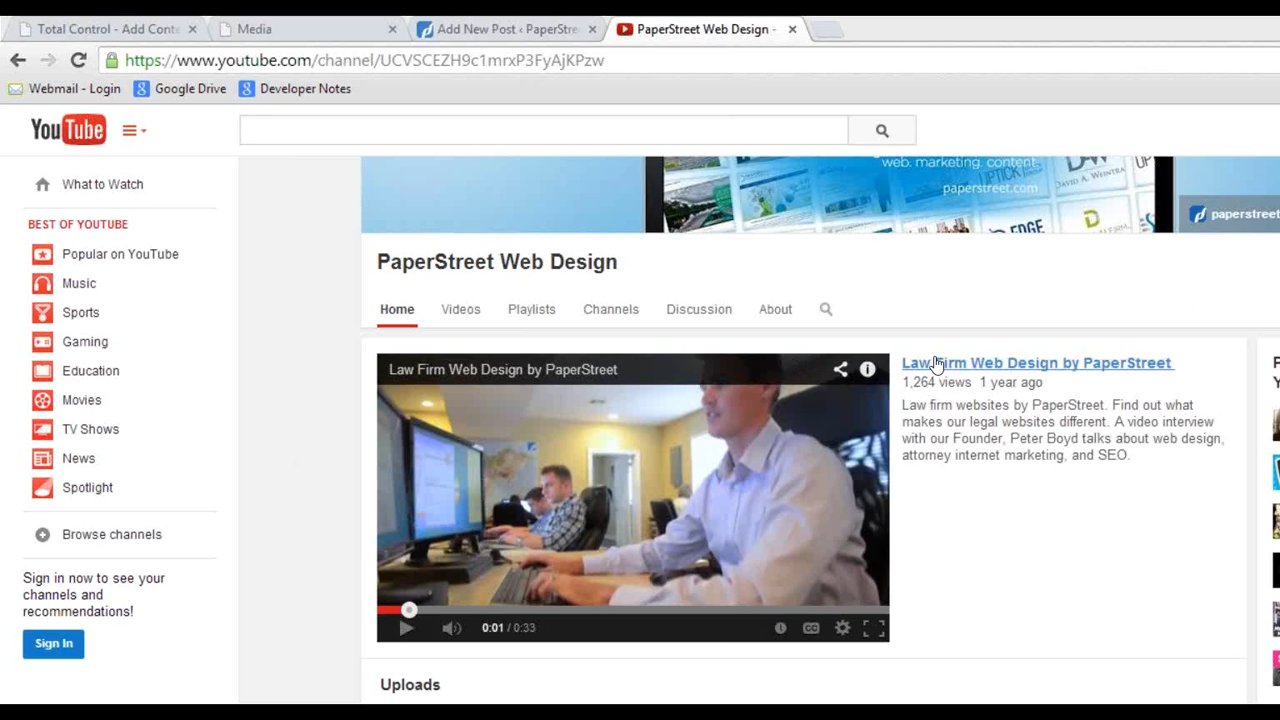 Total Control - Add Conte
Media
Add New Post ‹ PaperStre
PaperStreet Web Design -
https://www.youtube.com/channel/UCVSCEZH9c1mrxP3FyAjKPzw
Webmail - Login
Google Drive
Developer Notes
YouTube
What to Watch
BEST OF YOUTUBE
Popular on YouTube
Music
Sports
Gaming
Education
Movies
TV Shows
News
Spotlight
Browse channels
Sign in now to see your
channels and
recommendations!
Sign In
web. marketing. content.
paperstreet.com
UPTICK
DAVID A. WEINTRA
EDGE
paperstreet
PaperStreet Web Design
Home
Videos
Playlists
Channels
Discussion
About
Law Firm Web Design by PaperStreet
0:01 / 0:33
CC
Law Firm Web Design by PaperStreet
1,264 views 1 year ago
Law firm websites by PaperStreet. Find out what
makes our legal websites different. A video interview
with our Founder, Peter Boyd talks about web design,
attorney internet marketing, and SEO.
Uploads